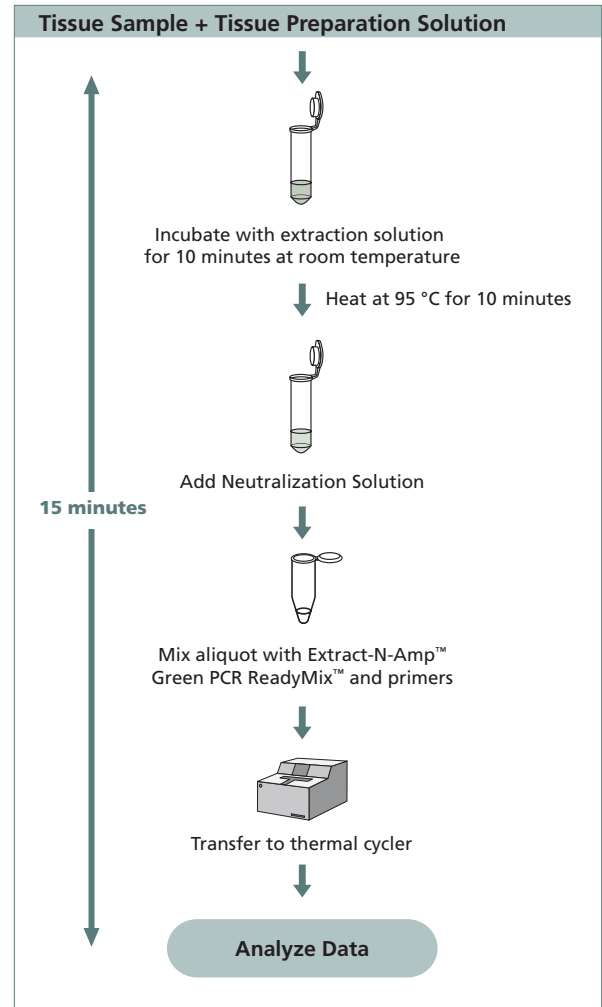 Tissue Sample + Tissue Preparation Solution
Incubate with extraction solution
for 10 minutes at room temperature
Heat at 95 °C for 10 minutes
Add Neutralization Solution
15 minutes
Mix aliquot with Extract-N-Amp™
Green PCR ReadyMix™ and primers
Transfer to thermal cycler
Analyze Data